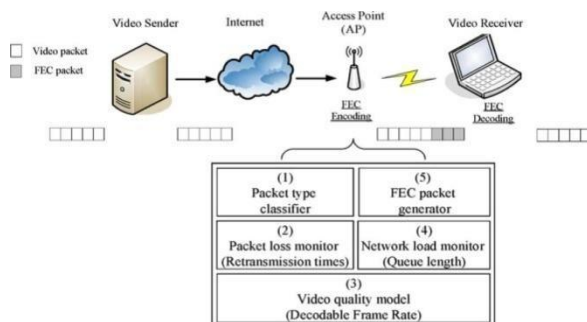 Video Sender
Internet
Access Point
(AP)
Video Receiver
Video packet
FEC packet
FEC
Encoding
FEC
Decoding
(1)
Packet type
classifier
(5)
FEC packet
generator
(2)
Packet loss monitor
(Retransmission times)
(4)
Network load monitor
(Queue length)
(3)
Video quality model
(Decodable Frame Rate)